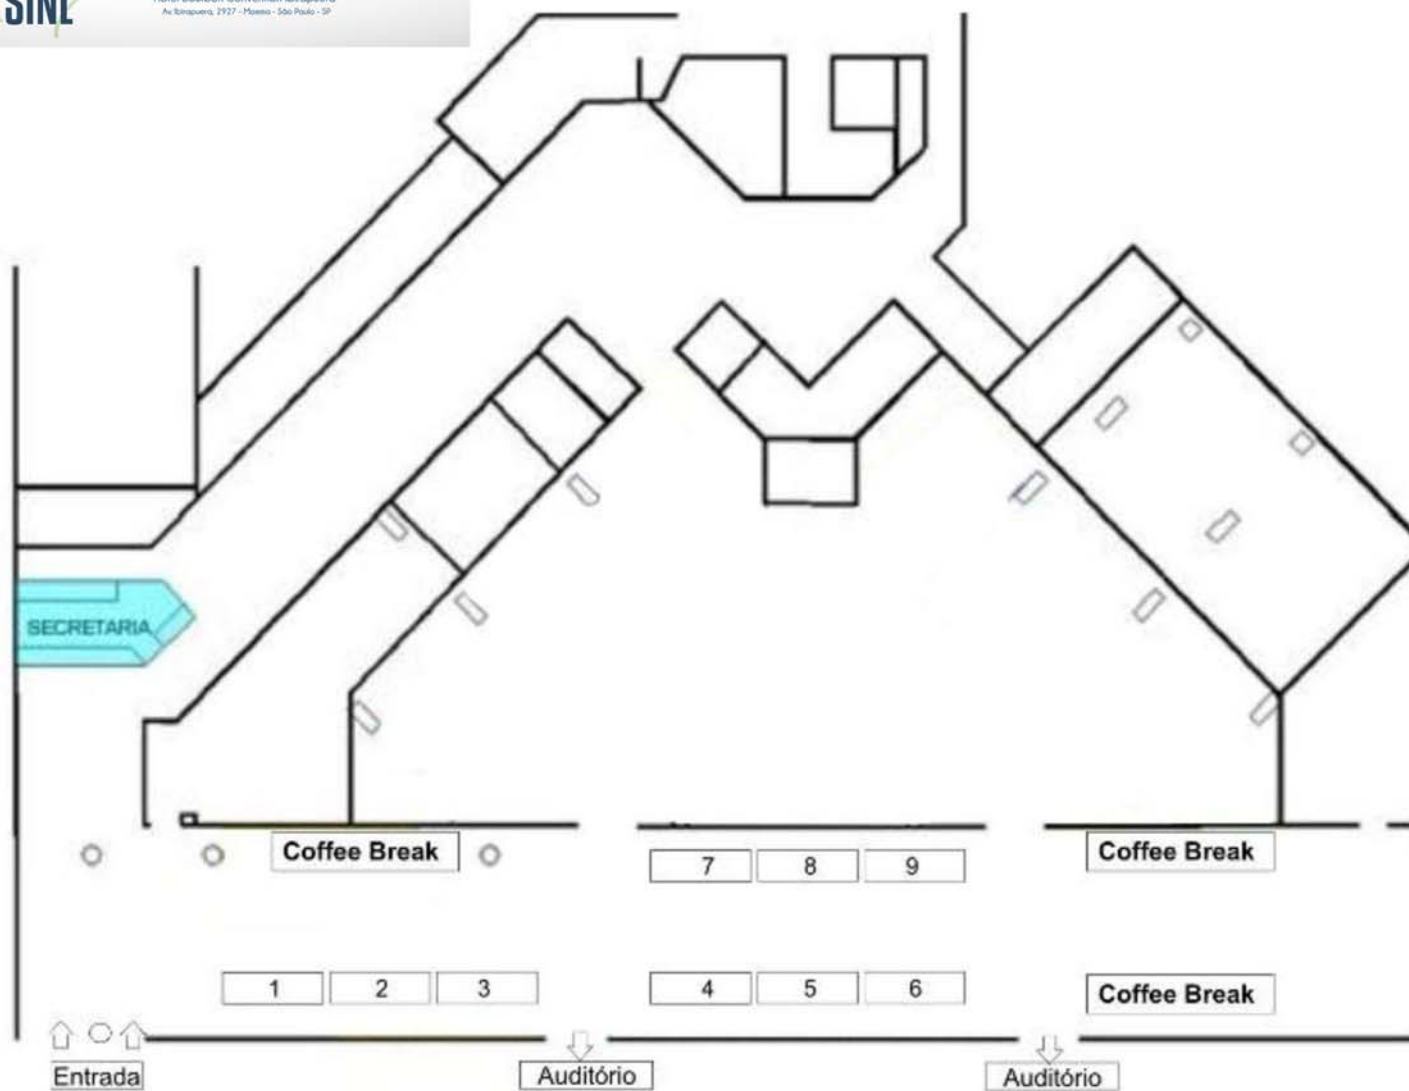 SINE
Av. Ibirapuera, 2927 - Moema - São Paulo - SP
SECRETARIA
Coffee Break
7 8 9
Coffee Break
1 2 3
4 5 6
Coffee Break
Entrada
Auditório
Auditório